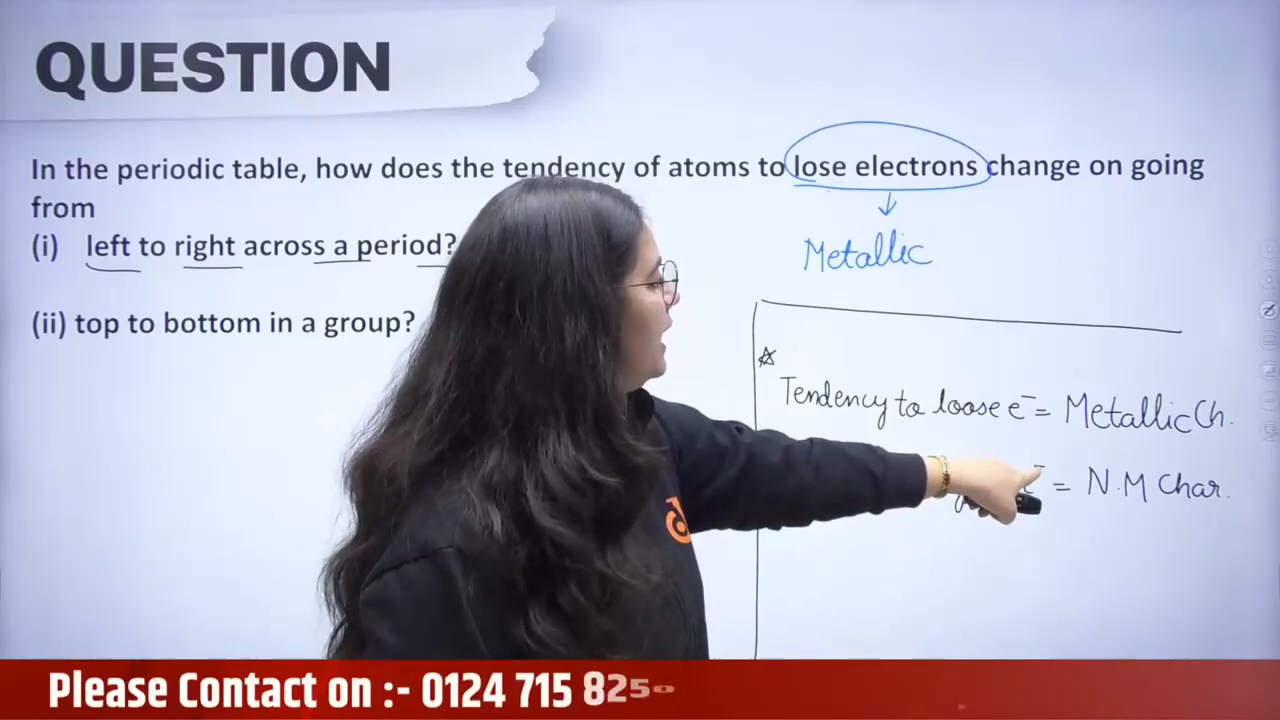 QUESTION
In the periodic table, how does the tendency of atoms to lose electrons change on going
from
(i) left to right across a period?
Metallic
(ii) top to bottom in a group?
Tendency to loose e⁻ = Metallic Ch.
= N.M Char.
Please Contact on :- 0124 715 825